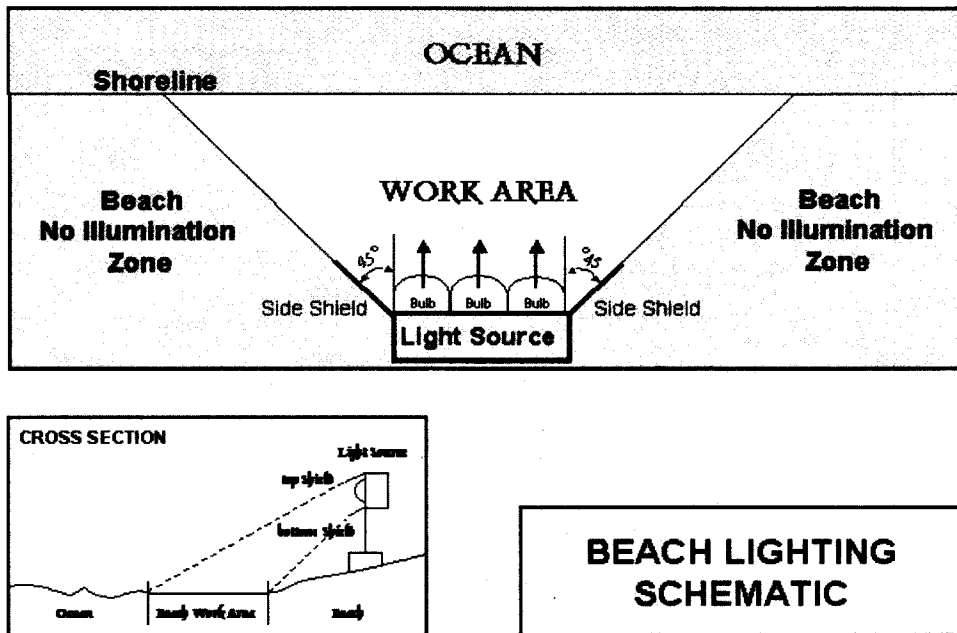 OCEAN
Shoreline
WORK AREA
Beach
No Illumination
Zone
Beach
No Illumination
Zone
45°
45°
Side Shield
Bulb
Bulb
Bulb
Side Shield
Light Source
CROSS SECTION
Light Source
top Shield
bottom Shield
Ocean
Beach Work Area
Beach
BEACH LIGHTING
SCHEMATIC